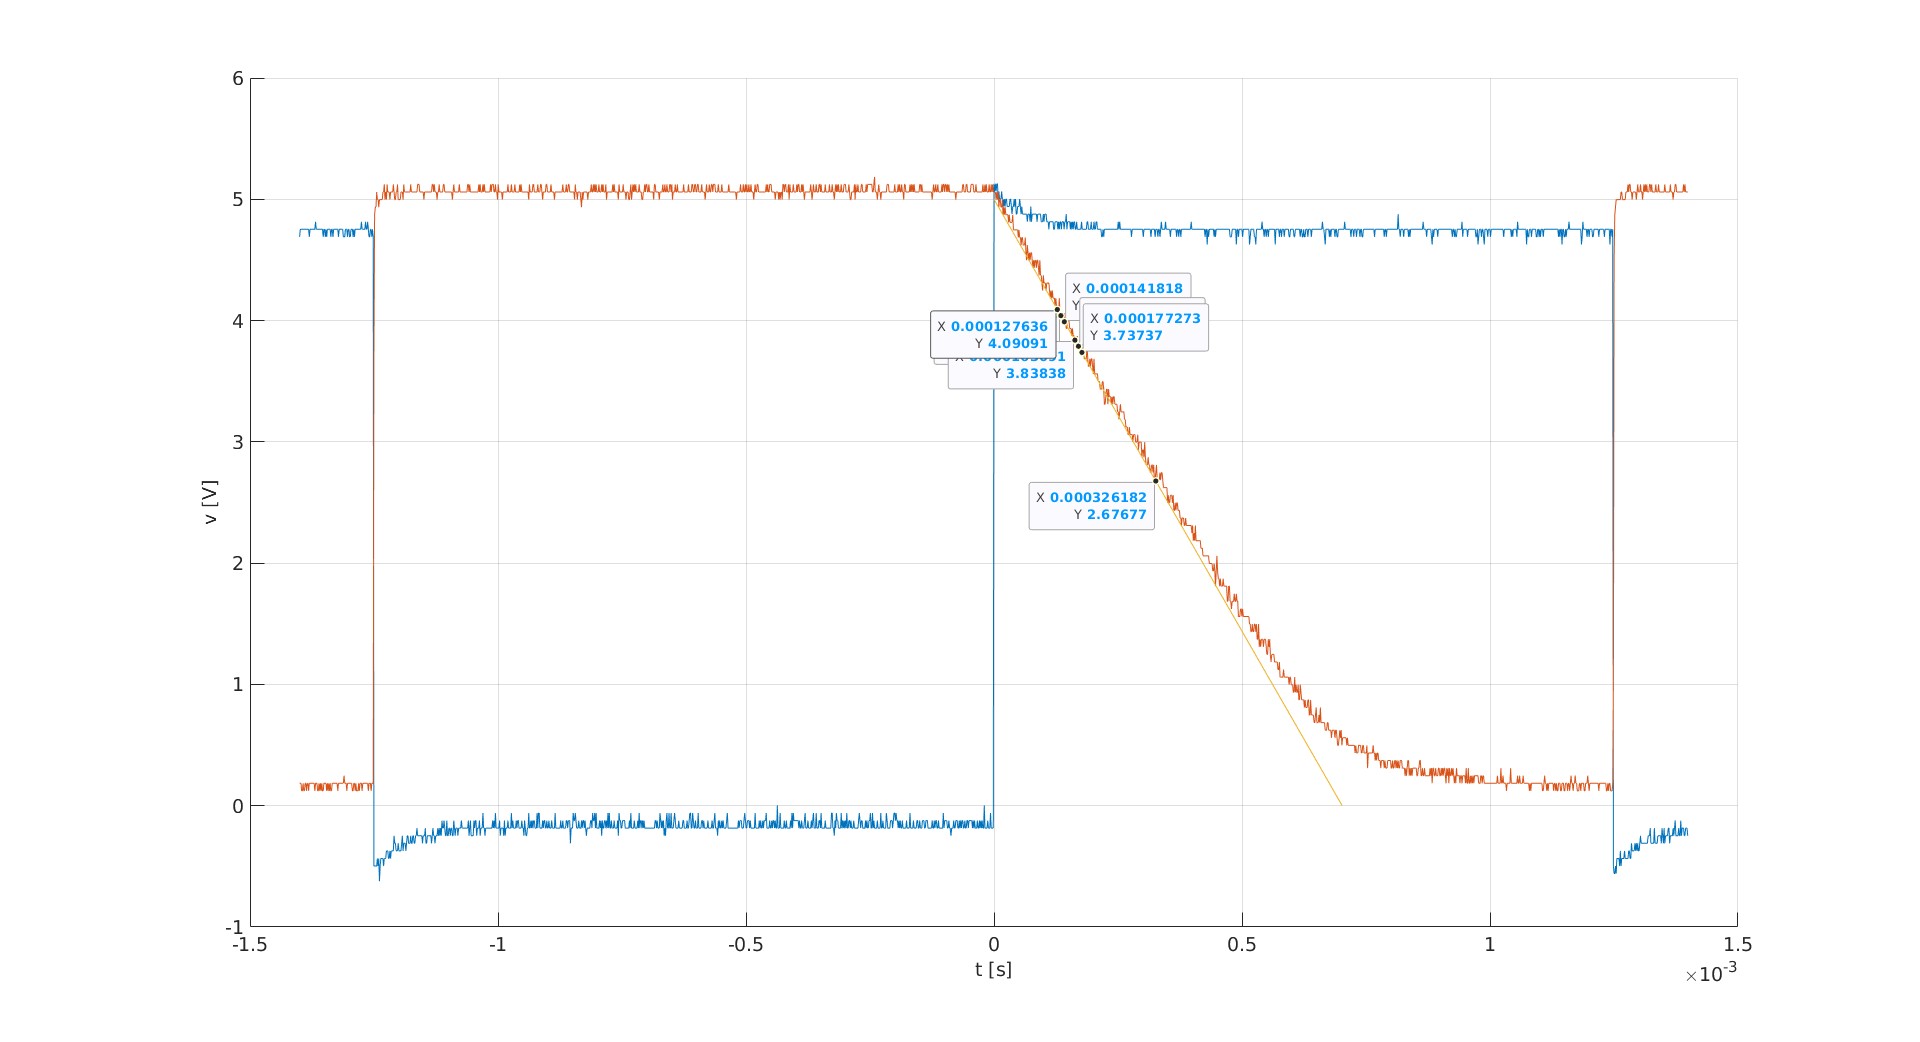 6
5
4
3
2
1
0
-1
v [V]
X 0.000141818
Y
X 0.000177273
Y 3.73737
X 0.000127636
Y 4.09091
Y 3.83838
X 0.000326182
Y 2.67677
-1.5 -1 -0.5 0 0.5 1 1.5
t [s]
×10-3